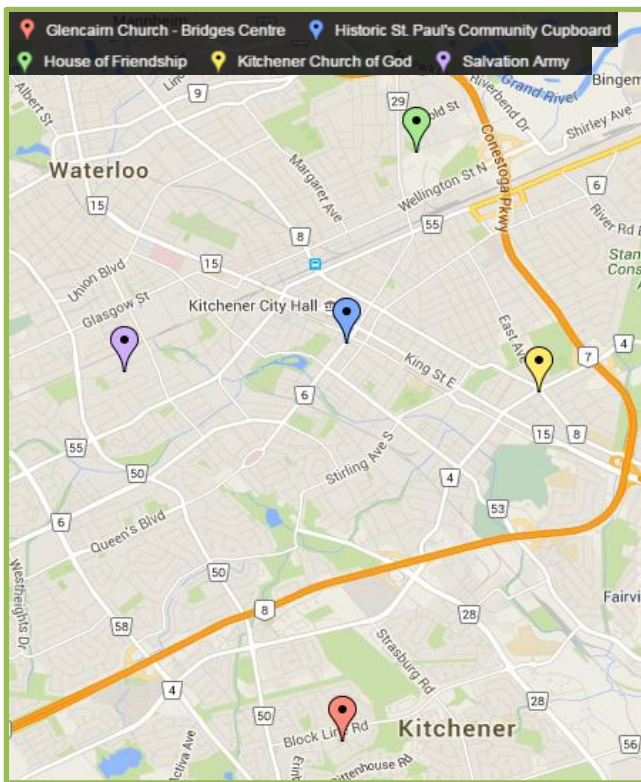 Glencairn Church - Bridges Centre
Historic St. Paul's Community Cupboard
House of Friendship
Kitchener Church of God
Salvation Army
Albert St
9
29
Riverbend Dr
Grand River
Shirley Ave
Waterloo
Margaret Ave
Wellington St N
Conestoga Pkwy
6
15
55
River Rd E
8
Union Blvd
15
Glasgow St
Kitchener City Hall
East Ave
King St E
4
7
6
15
8
55
50
Stirling Ave S
4
53
6
Queen's Blvd
Westheights Dr
50
8
28
58
Strasburg Rd
4
50
Block Line Rd
Kitchener
28
56
Activa Ave